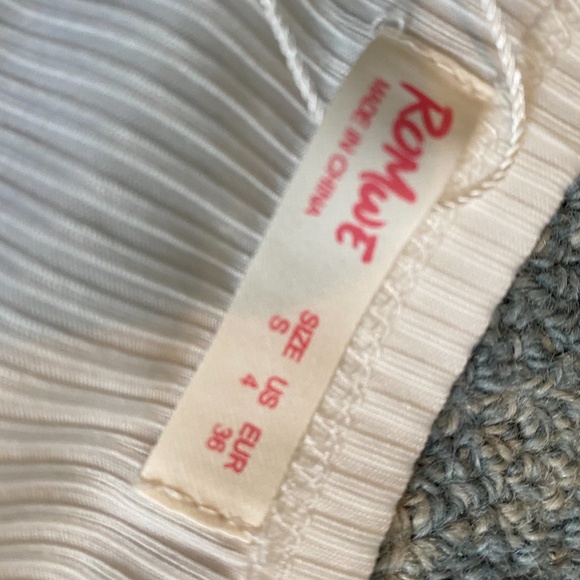 ROMWE
MADE IN CHINA
SIZE US EUR
S 4 36